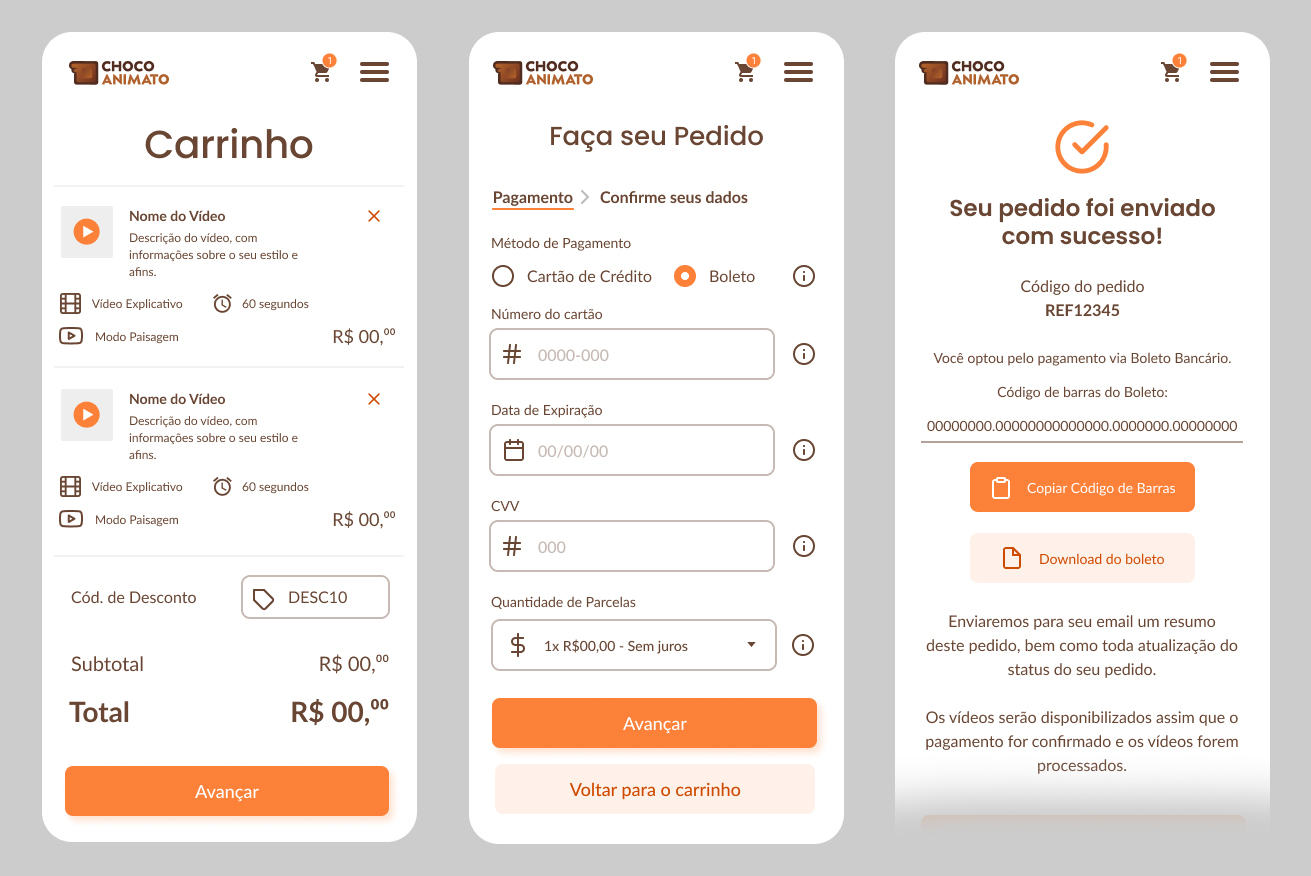 CHOCO
ANIMATO
1
Carrinho
Nome do Vídeo
Descrição do vídeo, com
informações sobre o seu estilo e
afins.
Vídeo Explicativo
60 segundos
Modo Paisagem
R$ 00,⁰⁰
Nome do Vídeo
Descrição do vídeo, com
informações sobre o seu estilo e
afins.
Vídeo Explicativo
60 segundos
Modo Paisagem
R$ 00,⁰⁰
Cód. de Desconto
DESC10
Subtotal
R$ 00,⁰⁰
Total
R$ 00,⁰⁰
Avançar
CHOCO
ANIMATO
1
Faça seu Pedido
Pagamento
Confirme seus dados
Método de Pagamento
Cartão de Crédito
Boleto
Número do cartão
0000-000
Data de Expiração
00/00/00
CVV
000
Quantidade de Parcelas
1x R$00,00 - Sem juros
Avançar
Voltar para o carrinho
CHOCO
ANIMATO
1
Seu pedido foi enviado
com sucesso!
Código do pedido
REF12345
Você optou pelo pagamento via Boleto Bancário.
Código de barras do Boleto:
00000000.00000000000000.0000000.00000000
Copiar Código de Barras
Download do boleto
Enviaremos para seu email um resumo
deste pedido, bem como toda atualização do
status do seu pedido.
Os vídeos serão disponibilizados assim que o
pagamento for confirmado e os vídeos forem
processados.